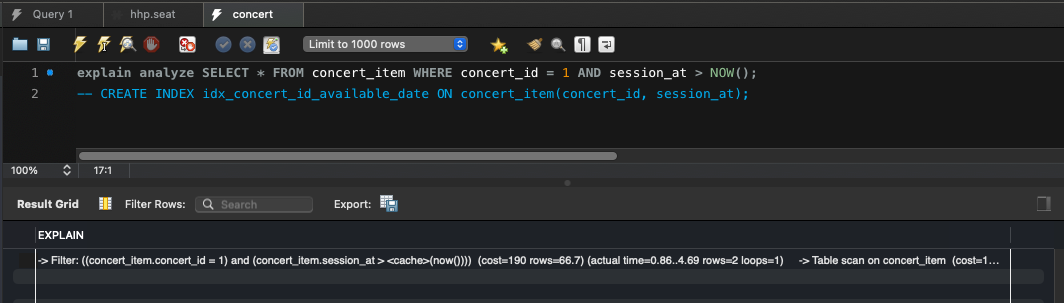 Query 1
hhp.seat
concert
Limit to 1000 rows
1 explain analyze SELECT * FROM concert_item WHERE concert_id = 1 AND session_at > NOW();
2 -- CREATE INDEX idx_concert_id_available_date ON concert_item(concert_id, session_at);
100% 17:1
Result Grid Filter Rows: Search Export:
EXPLAIN
-> Filter: ((concert_item.concert_id = 1) and (concert_item.session_at > <cache>(now()))) (cost=190 rows=66.7) (actual time=0.86..4.69 rows=2 loops=1) -> Table scan on concert_item (cost=1...